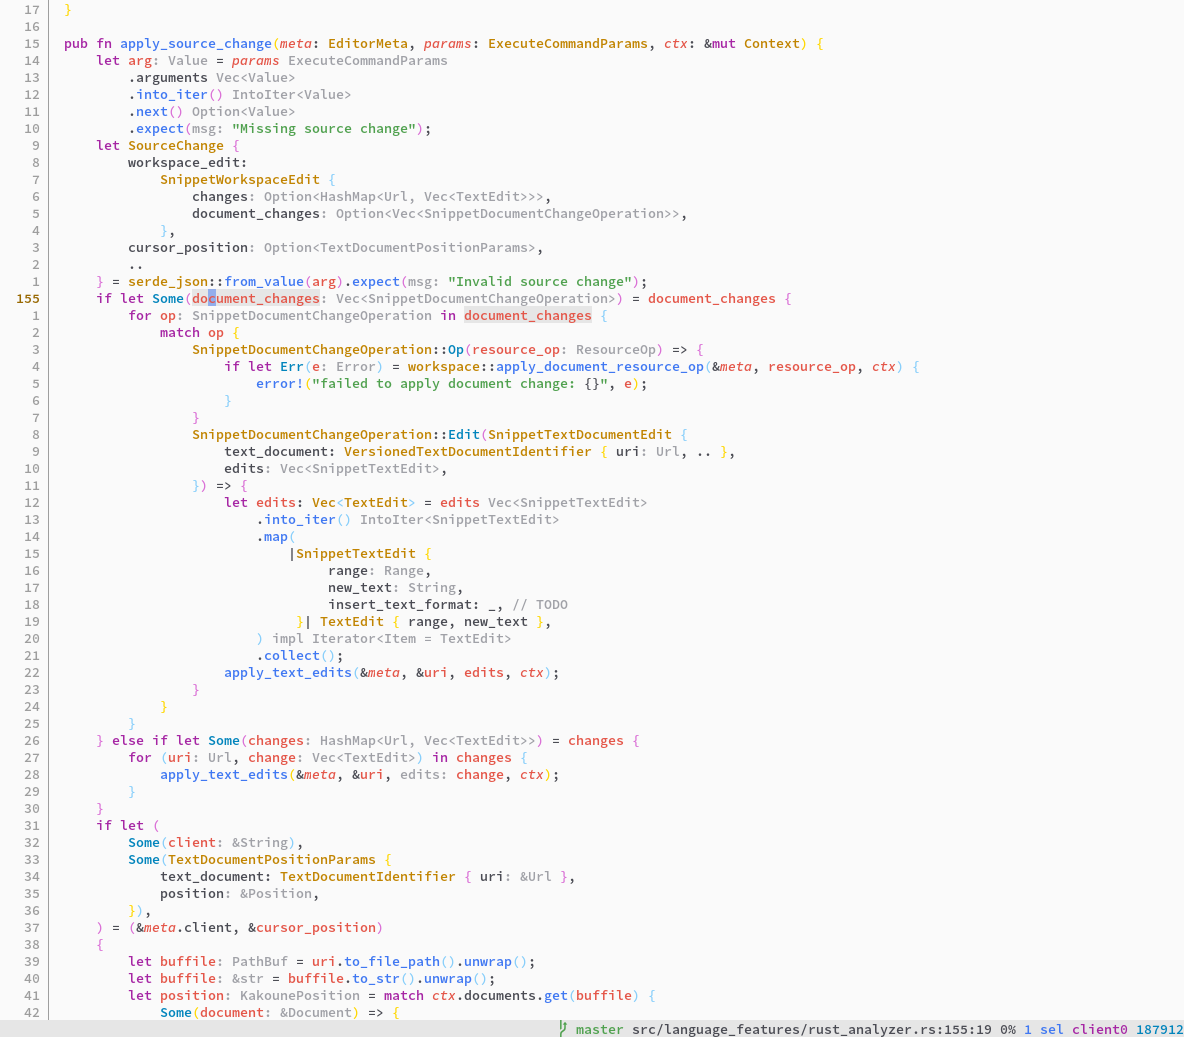 17 }
16
15 pub fn apply_source_change(meta: EditorMeta, params: ExecuteCommandParams, ctx: &mut Context) {
14     let arg: Value = params ExecuteCommandParams
13         .arguments Vec<Value>
12         .into_iter() IntoIter<Value>
11         .next() Option<Value>
10         .expect(msg: "Missing source change");
9     let SourceChange {
8         workspace_edit:
7             SnippetWorkspaceEdit {
6                 changes: Option<HashMap<Url, Vec<TextEdit>>>,
5                 document_changes: Option<Vec<SnippetDocumentChangeOperation>>,
4             },
3         cursor_position: Option<TextDocumentPositionParams>,
2         ..
1     } = serde_json::from_value(arg).expect(msg: "Invalid source change");
155     if let Some(document_changes: Vec<SnippetDocumentChangeOperation>) = document_changes {
1         for op: SnippetDocumentChangeOperation in document_changes {
2             match op {
3                 SnippetDocumentChangeOperation::Op(resource_op: ResourceOp) => {
4                     if let Err(e: Error) = workspace::apply_document_resource_op(&meta, resource_op, ctx) {
5                         error!("failed to apply document change: {}", e);
6                     }
7                 }
8                 SnippetDocumentChangeOperation::Edit(SnippetTextDocumentEdit {
9                     text_document: VersionedTextDocumentIdentifier { uri: Url, .. },
10                     edits: Vec<SnippetTextEdit>,
11                 }) => {
12                     let edits: Vec<TextEdit> = edits Vec<SnippetTextEdit>
13                         .into_iter() IntoIter<SnippetTextEdit>
14                         .map(
15                             |SnippetTextEdit {
16                                  range: Range,
17                                  new_text: String,
18                                  insert_text_format: _, // TODO
19                              }| TextEdit { range, new_text },
20                         ) impl Iterator<Item = TextEdit>
21                         .collect();
22                     apply_text_edits(&meta, &uri, edits, ctx);
23                 }
24             }
25         }
26     } else if let Some(changes: HashMap<Url, Vec<TextEdit>>) = changes {
27         for (uri: Url, change: Vec<TextEdit>) in changes {
28             apply_text_edits(&meta, &uri, edits: change, ctx);
29         }
30     }
31     if let (
32         Some(client: &String),
33         Some(TextDocumentPositionParams {
34             text_document: TextDocumentIdentifier { uri: &Url },
35             position: &Position,
36         }),
37     ) = (&meta.client, &cursor_position)
38     {
39         let buffile: PathBuf = uri.to_file_path().unwrap();
40         let buffile: &str = buffile.to_str().unwrap();
41         let position: KakounePosition = match ctx.documents.get(buffile) {
42             Some(document: &Document) => {
master src/language_features/rust_analyzer.rs:155:19 0% 1 sel client0 187912